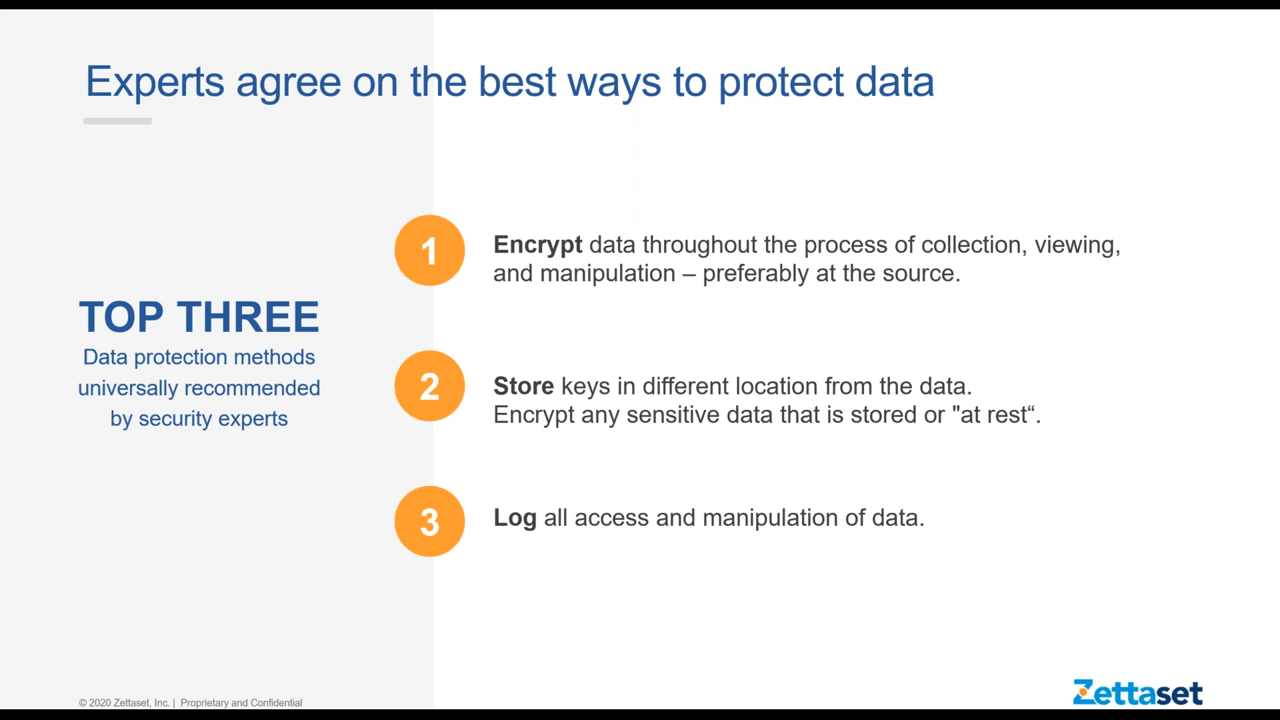 Experts agree on the best ways to protect data
TOP THREE
Data protection methods
universally recommended
by security experts
1
Encrypt data throughout the process of collection, viewing,
and manipulation – preferably at the source.
2
Store keys in different location from the data.
Encrypt any sensitive data that is stored or "at rest“.
3
Log all access and manipulation of data.
© 2020 Zettaset, Inc. | Proprietary and Confidential
Zettaset